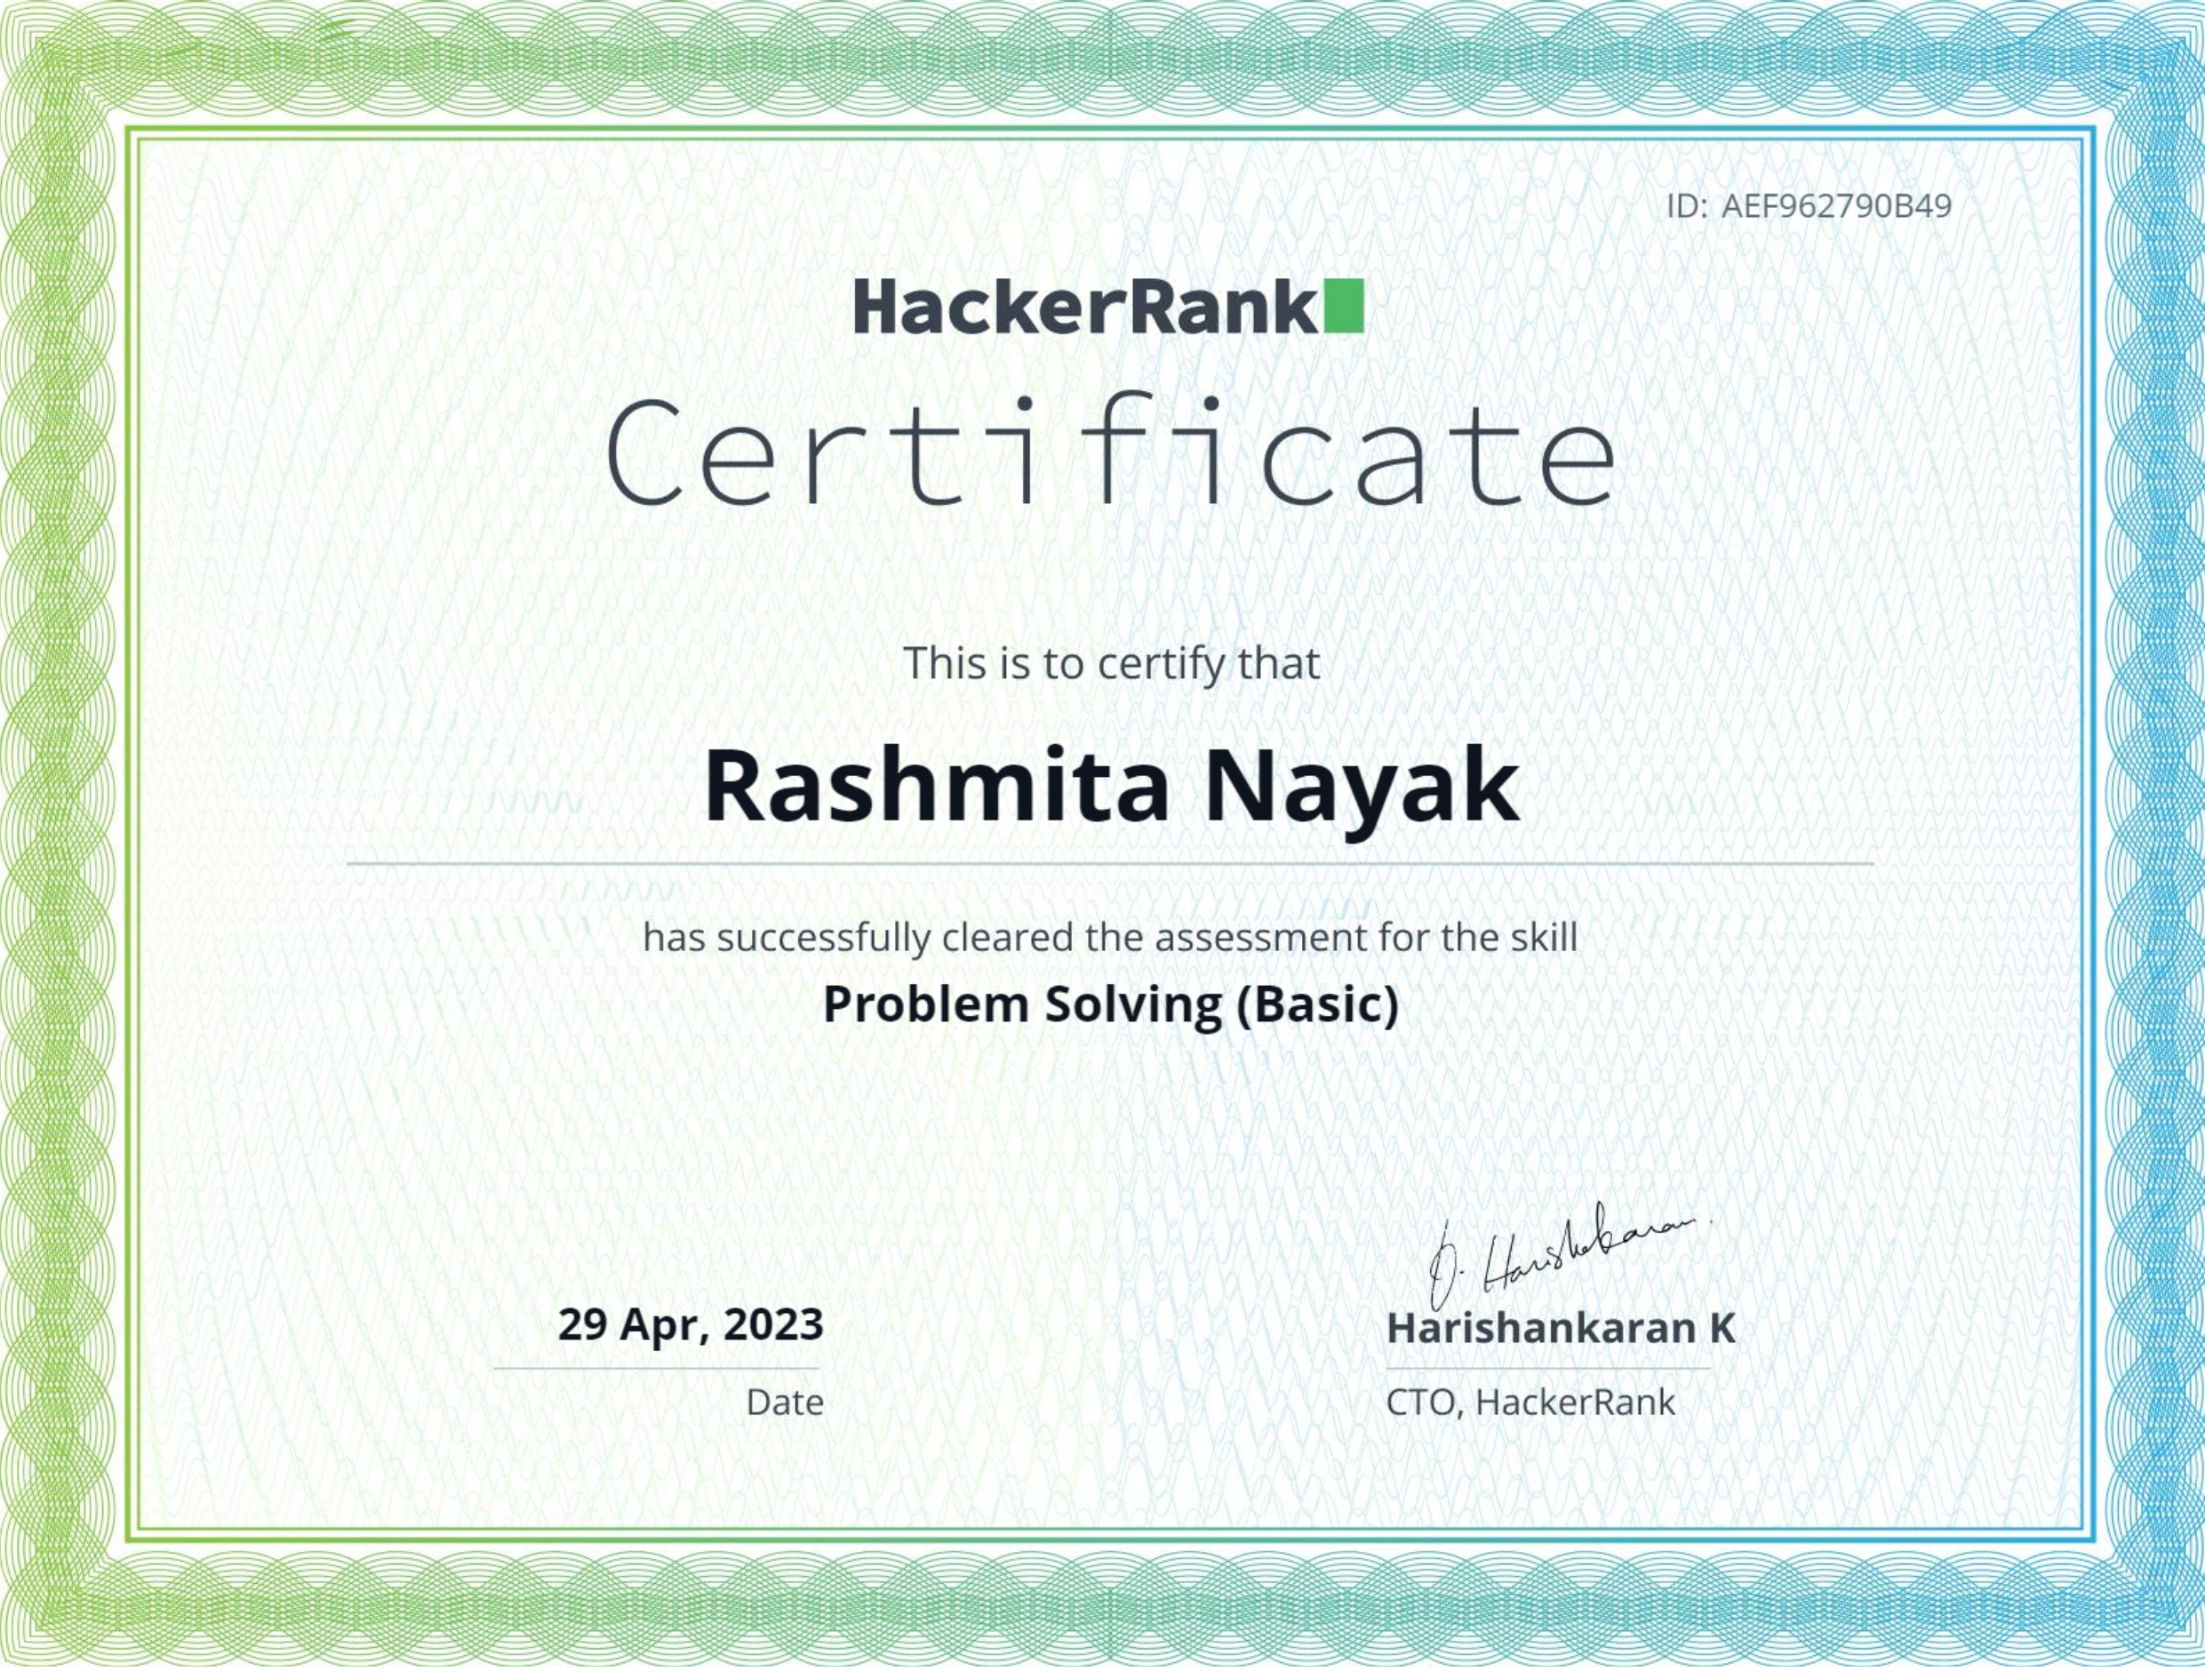 ID: AEF962790B49
HackerRank
Certificate
This is to certify that
Rashmita Nayak
has successfully cleared the assessment for the skill
Problem Solving (Basic)
29 Apr, 2023
Date
Harishankaran K
CTO, HackerRank